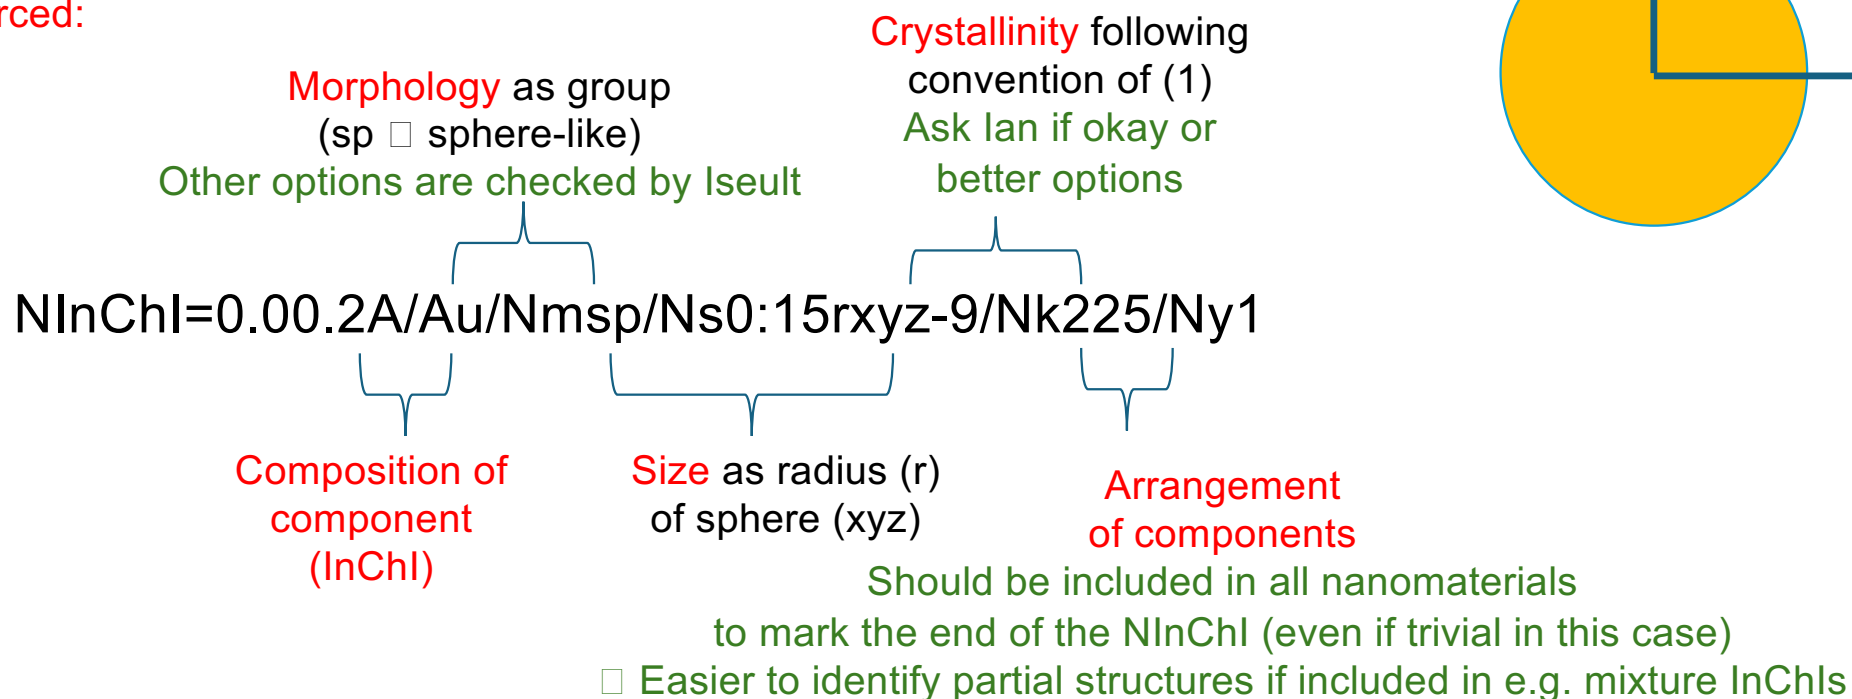 rced:
Crystallinity following
convention of (1)
Ask Ian if okay or
better options
Morphology as group
(sp □ sphere-like)
Other options are checked by Iseult
NInChI=0.00.2A/Au/Nmsp/Ns0:15rxyz-9/Nk225/Ny1
Composition of
component
(InChI)
Size as radius (r)
of sphere (xyz)
Arrangement
of components
Should be included in all nanomaterials
to mark the end of the NInChI (even if trivial in this case)
□ Easier to identify partial structures if included in e.g. mixture InChIs